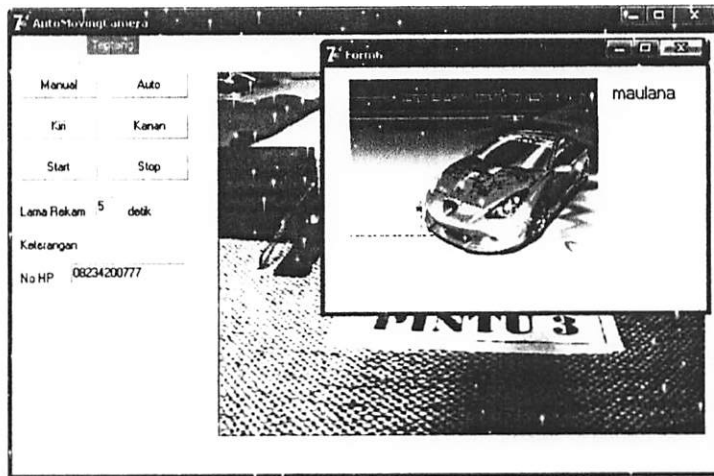 AutoMovingCamera
Tentang
Form6
maulana
Manual
Auto
Kiri
Kanan
Start
Stop
Lama Rekam 5 detik
Keterangan
No HP 08234200777
PINTU 3